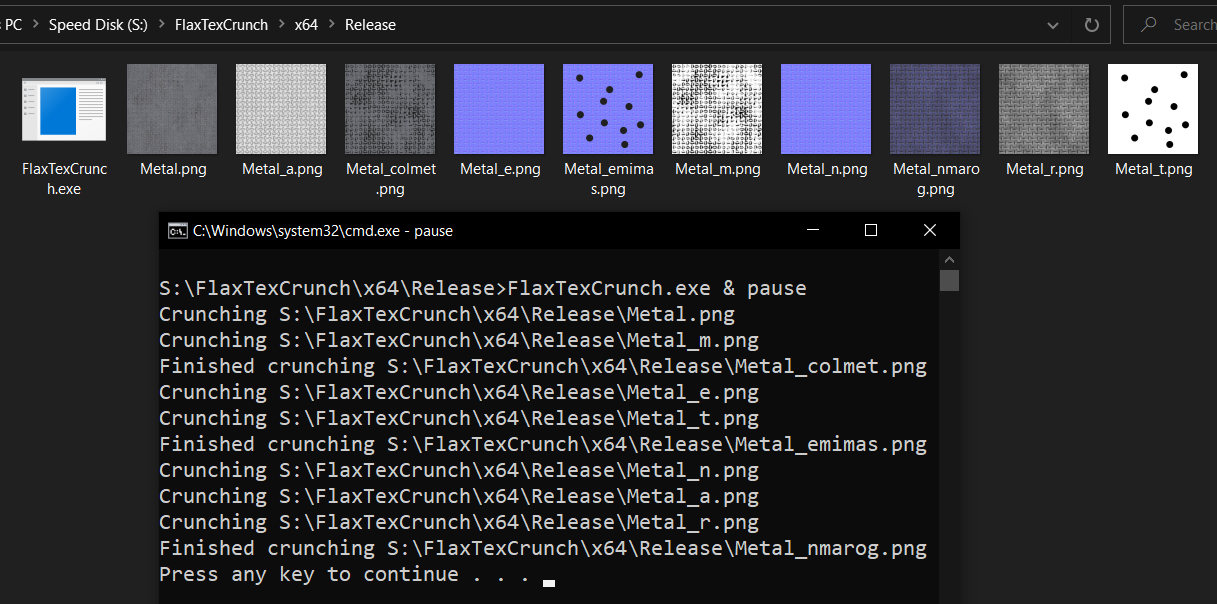 PC > Speed Disk (S:) > FlaxTexCrunch > x64 > Release
Search
FlaxTexCrunc
h.exe
Metal.png
Metal_a.png
Metal_colmet
.png
Metal_e.png
Metal_emima
s.png
Metal_m.png
Metal_n.png
Metal_nmaro
g.png
Metal_r.png
Metal_t.png
C:\Windows\system32\cmd.exe - pause
S:\FlaxTexCrunch\x64\Release>FlaxTexCrunch.exe & pause
Crunching S:\FlaxTexCrunch\x64\Release\Metal.png
Crunching S:\FlaxTexCrunch\x64\Release\Metal_m.png
Finished crunching S:\FlaxTexCrunch\x64\Release\Metal_colmet.png
Crunching S:\FlaxTexCrunch\x64\Release\Metal_e.png
Crunching S:\FlaxTexCrunch\x64\Release\Metal_t.png
Finished crunching S:\FlaxTexCrunch\x64\Release\Metal_emimas.png
Crunching S:\FlaxTexCrunch\x64\Release\Metal_n.png
Crunching S:\FlaxTexCrunch\x64\Release\Metal_a.png
Crunching S:\FlaxTexCrunch\x64\Release\Metal_r.png
Finished crunching S:\FlaxTexCrunch\x64\Release\Metal_nmarog.png
Press any key to continue . . .